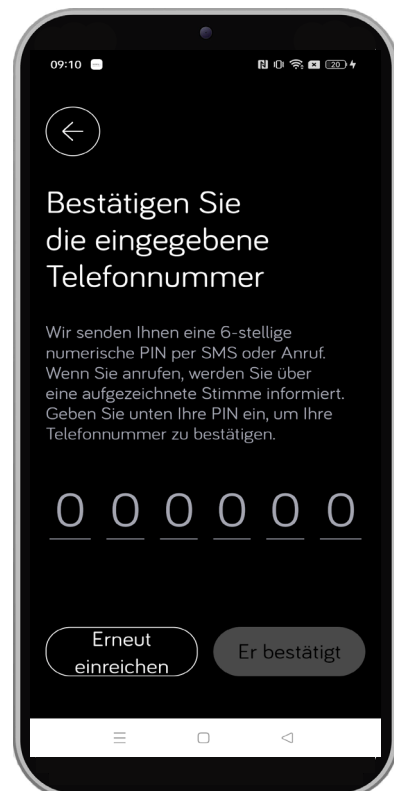 09:10
20
Bestätigen Sie
die eingegebene
Telefonnummer
Wir senden Ihnen eine 6-stellige
numerische PIN per SMS oder Anruf.
Wenn Sie anrufen, werden Sie über
eine aufgezeichnete Stimme informiert.
Geben Sie unten Ihre PIN ein, um Ihre
Telefonnummer zu bestätigen.
0 0 0 0 0 0
Erneut
einreichen
Er bestätigt